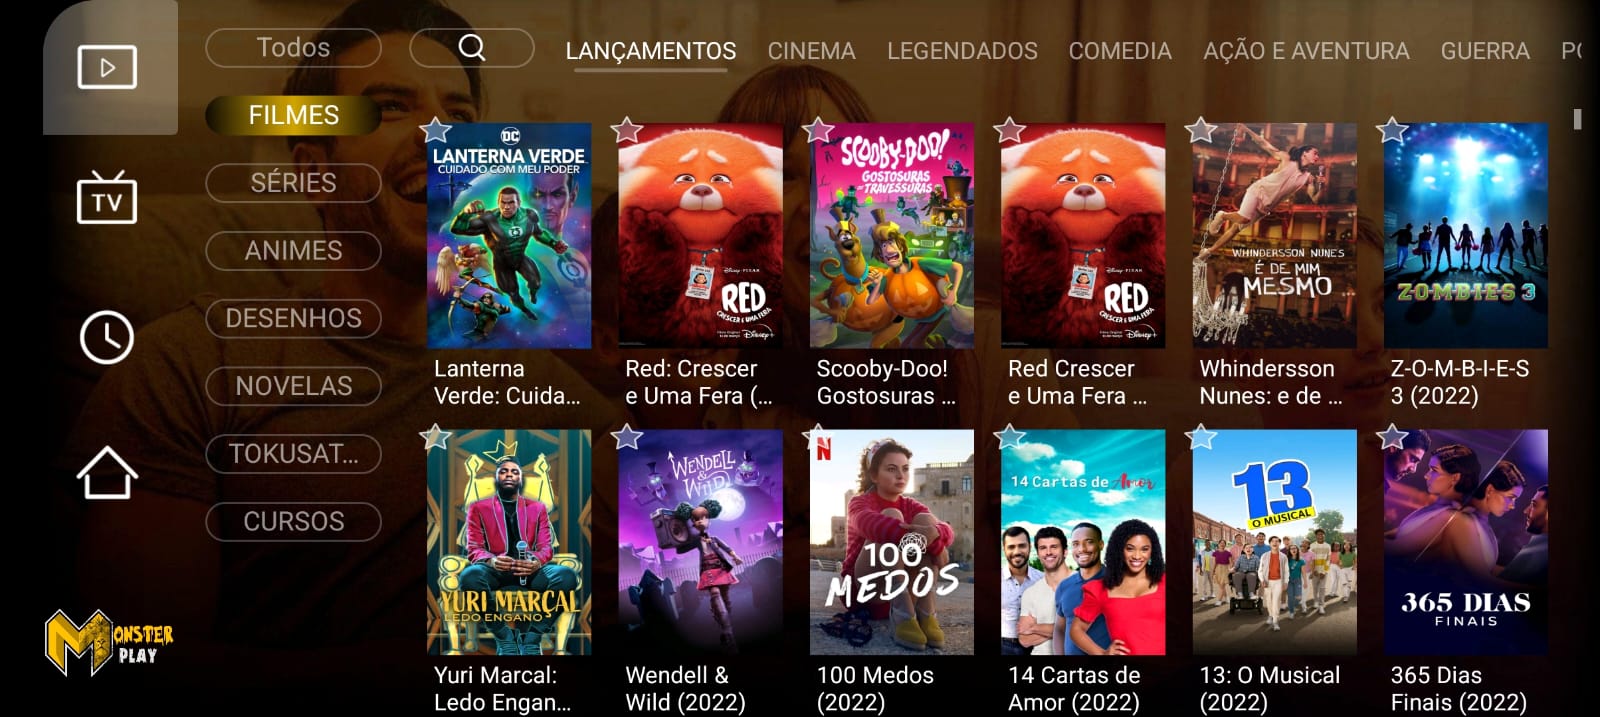 Todos
LANÇAMENTOS CINEMA LEGENDADOS COMEDIA AÇÃO E AVENTURA GUERRA
FILMES
SÉRIES
ANIMES
DESENHOS
NOVELAS
TOKUSAT...
CURSOS
TV
MONSTER
PLAY
DC
LANTERNA VERDE
CUIDADO COM MEU PODER
Lanterna
Verde: Cuida...
Disney·PIXAR
RED
CRESCER E UMA FERA
Disney+
Red: Crescer
e Uma Fera (...
SCOOBY-DOO!
GOSTOSURAS
OU TRAVESSURAS
Scooby-Doo!
Gostosuras ...
Disney·PIXAR
RED
CRESCER E UMA FERA
Disney+
Red Crescer
e Uma Fera ...
WHINDERSSON NUNES
É DE MIM
MESMO
Whindersson
Nunes: e de ...
Z-O-M-B-I-E-S 3
Z-O-M-B-I-E-S
3 (2022)
YURI MARÇAL
LEDO ENGANO
Yuri Marcal:
Ledo Engan...
WENDELL
&
WILD
Wendell &
Wild (2022)
N
100
MEDOS
100 Medos
(2022)
14 Cartas de Amor
14 Cartas de
Amor (2022)
13
O MUSICAL
13: O Musical
(2022)
365 DIAS
FINAIS
365 Dias
Finais (2022)